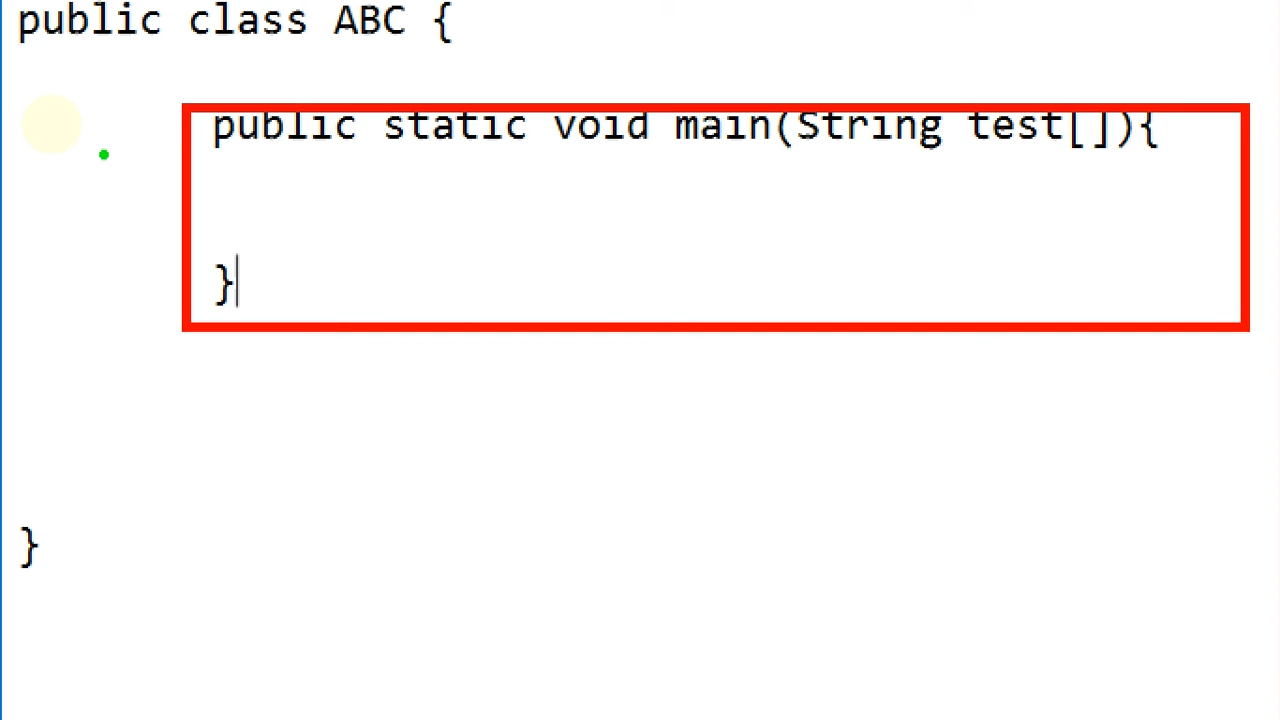 public class ABC {
public static void main(String test[]){
}
}